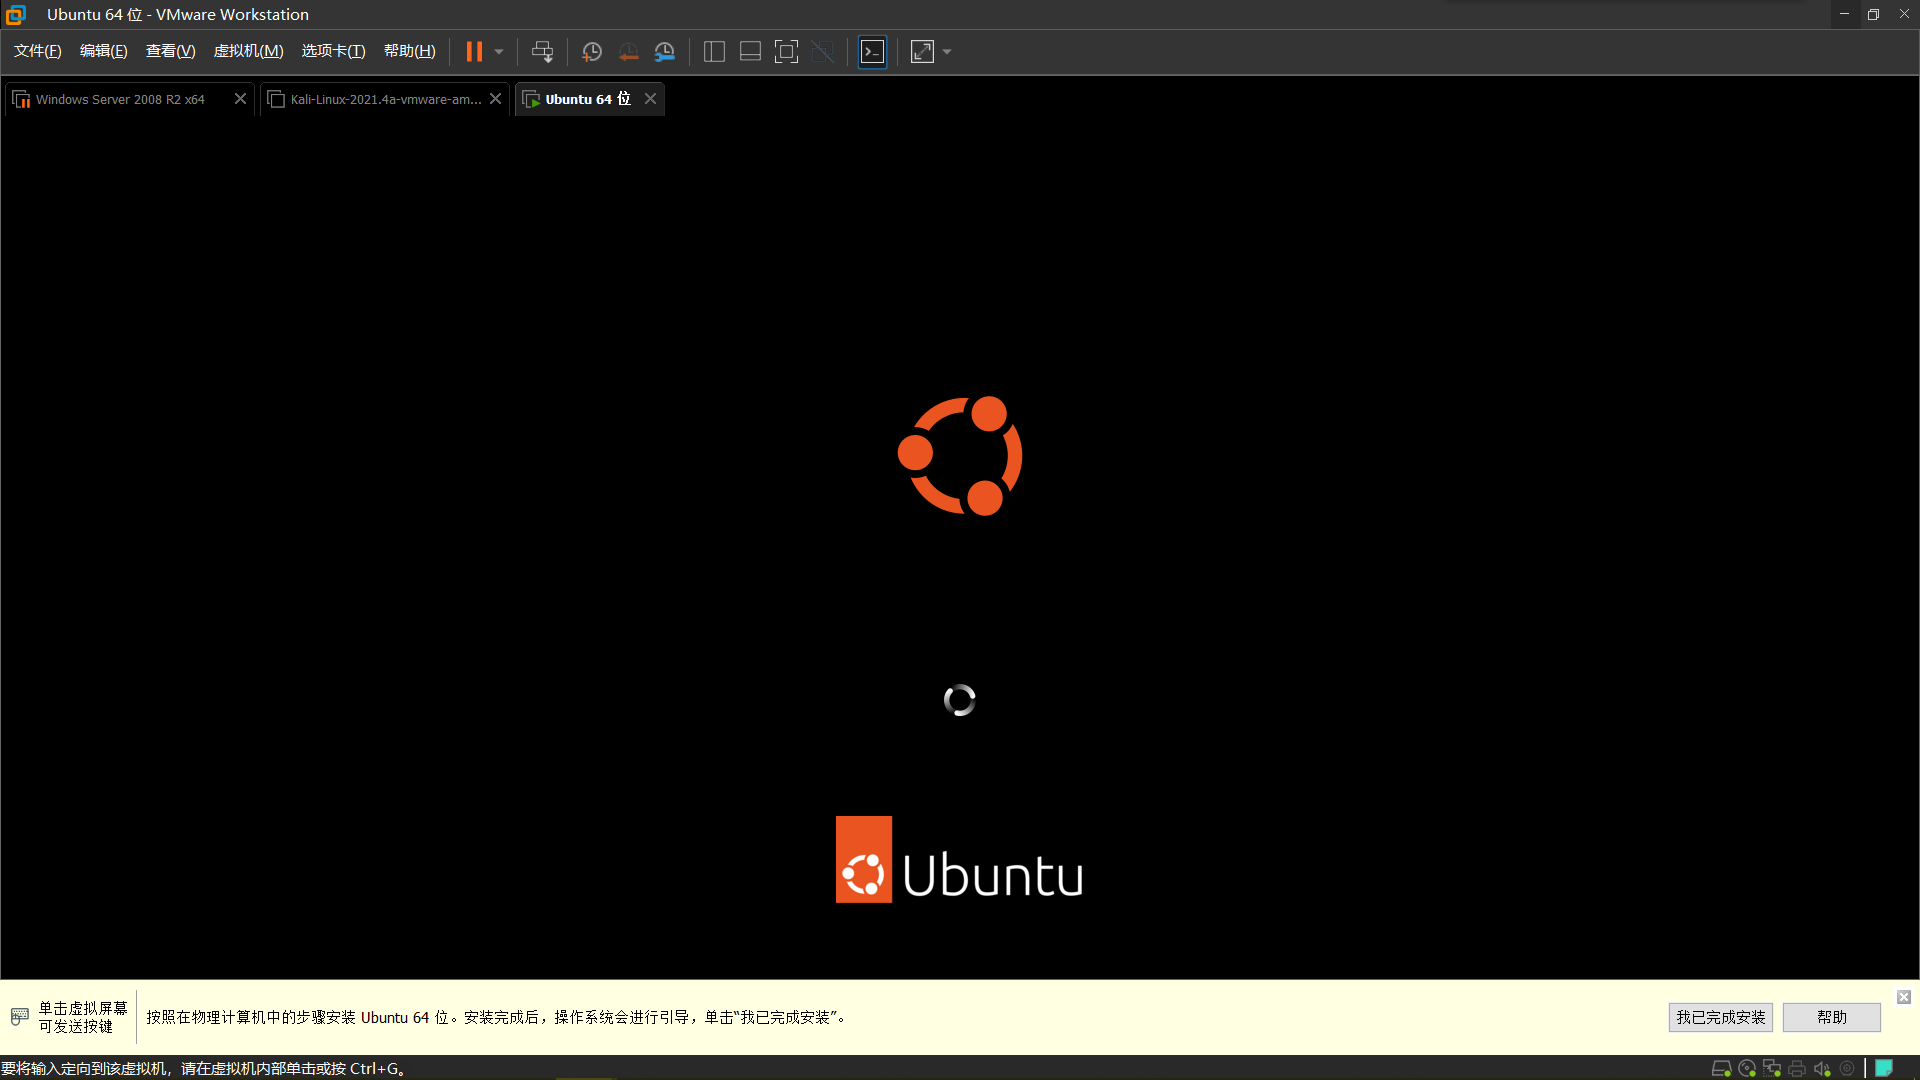 Ubuntu 64 位 - VMware Workstation
文件(F) 编辑(E) 查看(V) 虚拟机(M) 选项卡(T) 帮助(H)
Windows Server 2008 R2 x64
Kali-Linux-2021.4a-vmware-am...
Ubuntu 64 位
Ubuntu
单击虚拟屏幕
可发送按键
按照在物理计算机中的步骤安装 Ubuntu 64 位。安装完成后，操作系统会进行引导，单击“我已完成安装”。
我已完成安装
帮助
要将输入定向到该虚拟机，请在虚拟机内部单击或按 Ctrl+G。